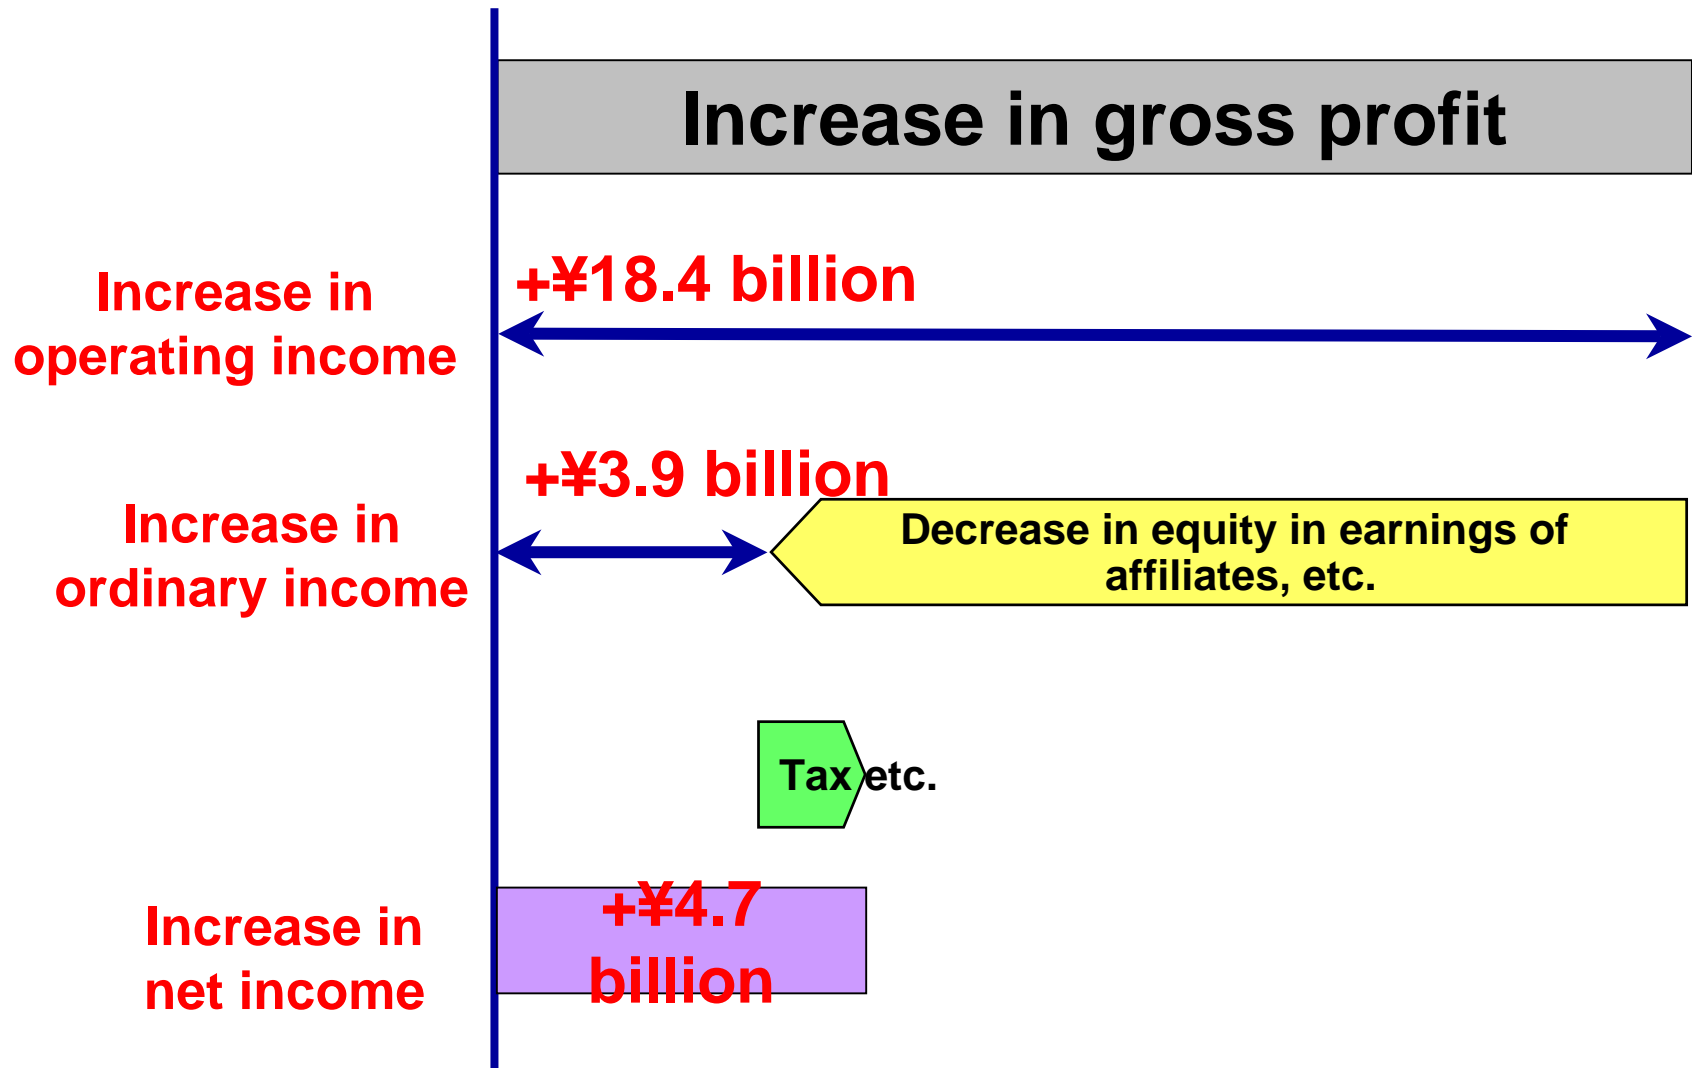 Increase in gross profit
Increase in
operating income
+¥18.4 billion
+¥3.9 billion
Increase in
ordinary income
Decrease in equity in earnings of
affiliates, etc.
Tax etc.
Increase in
net income
+¥4.7
billion